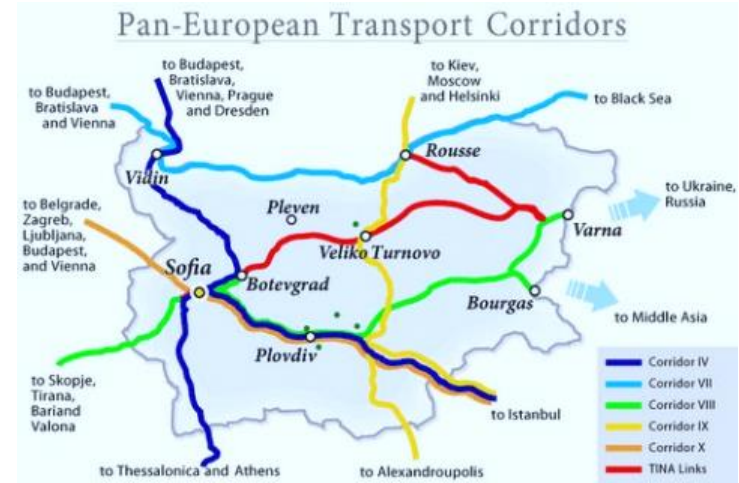 Pan-European Transport Corridors
to Budapest,
Bratislava,
Vienna, Prague
and Dresden
to Kiev,
Moscow
and Helsinki
to Budapest,
Bratislava
and Vienna
to Black Sea
Rousse
Vidin
to Ukraine,
Russia
to Belgrade,
Zagreb,
Ljubljana,
Budapest,
and Vienna
Pleven
Varna
Veliko Turnovo
Sofia
Botevgrad
Bourgas
to Middle Asia
Plovdiv
to Skopje,
Tirana,
Bariand
Valona
to Istanbul
to Thessalonica and Athens
to Alexandroupolis
Corridor IV
Corridor VII
Corridor VIII
Corridor IX
Corridor X
TINA Links